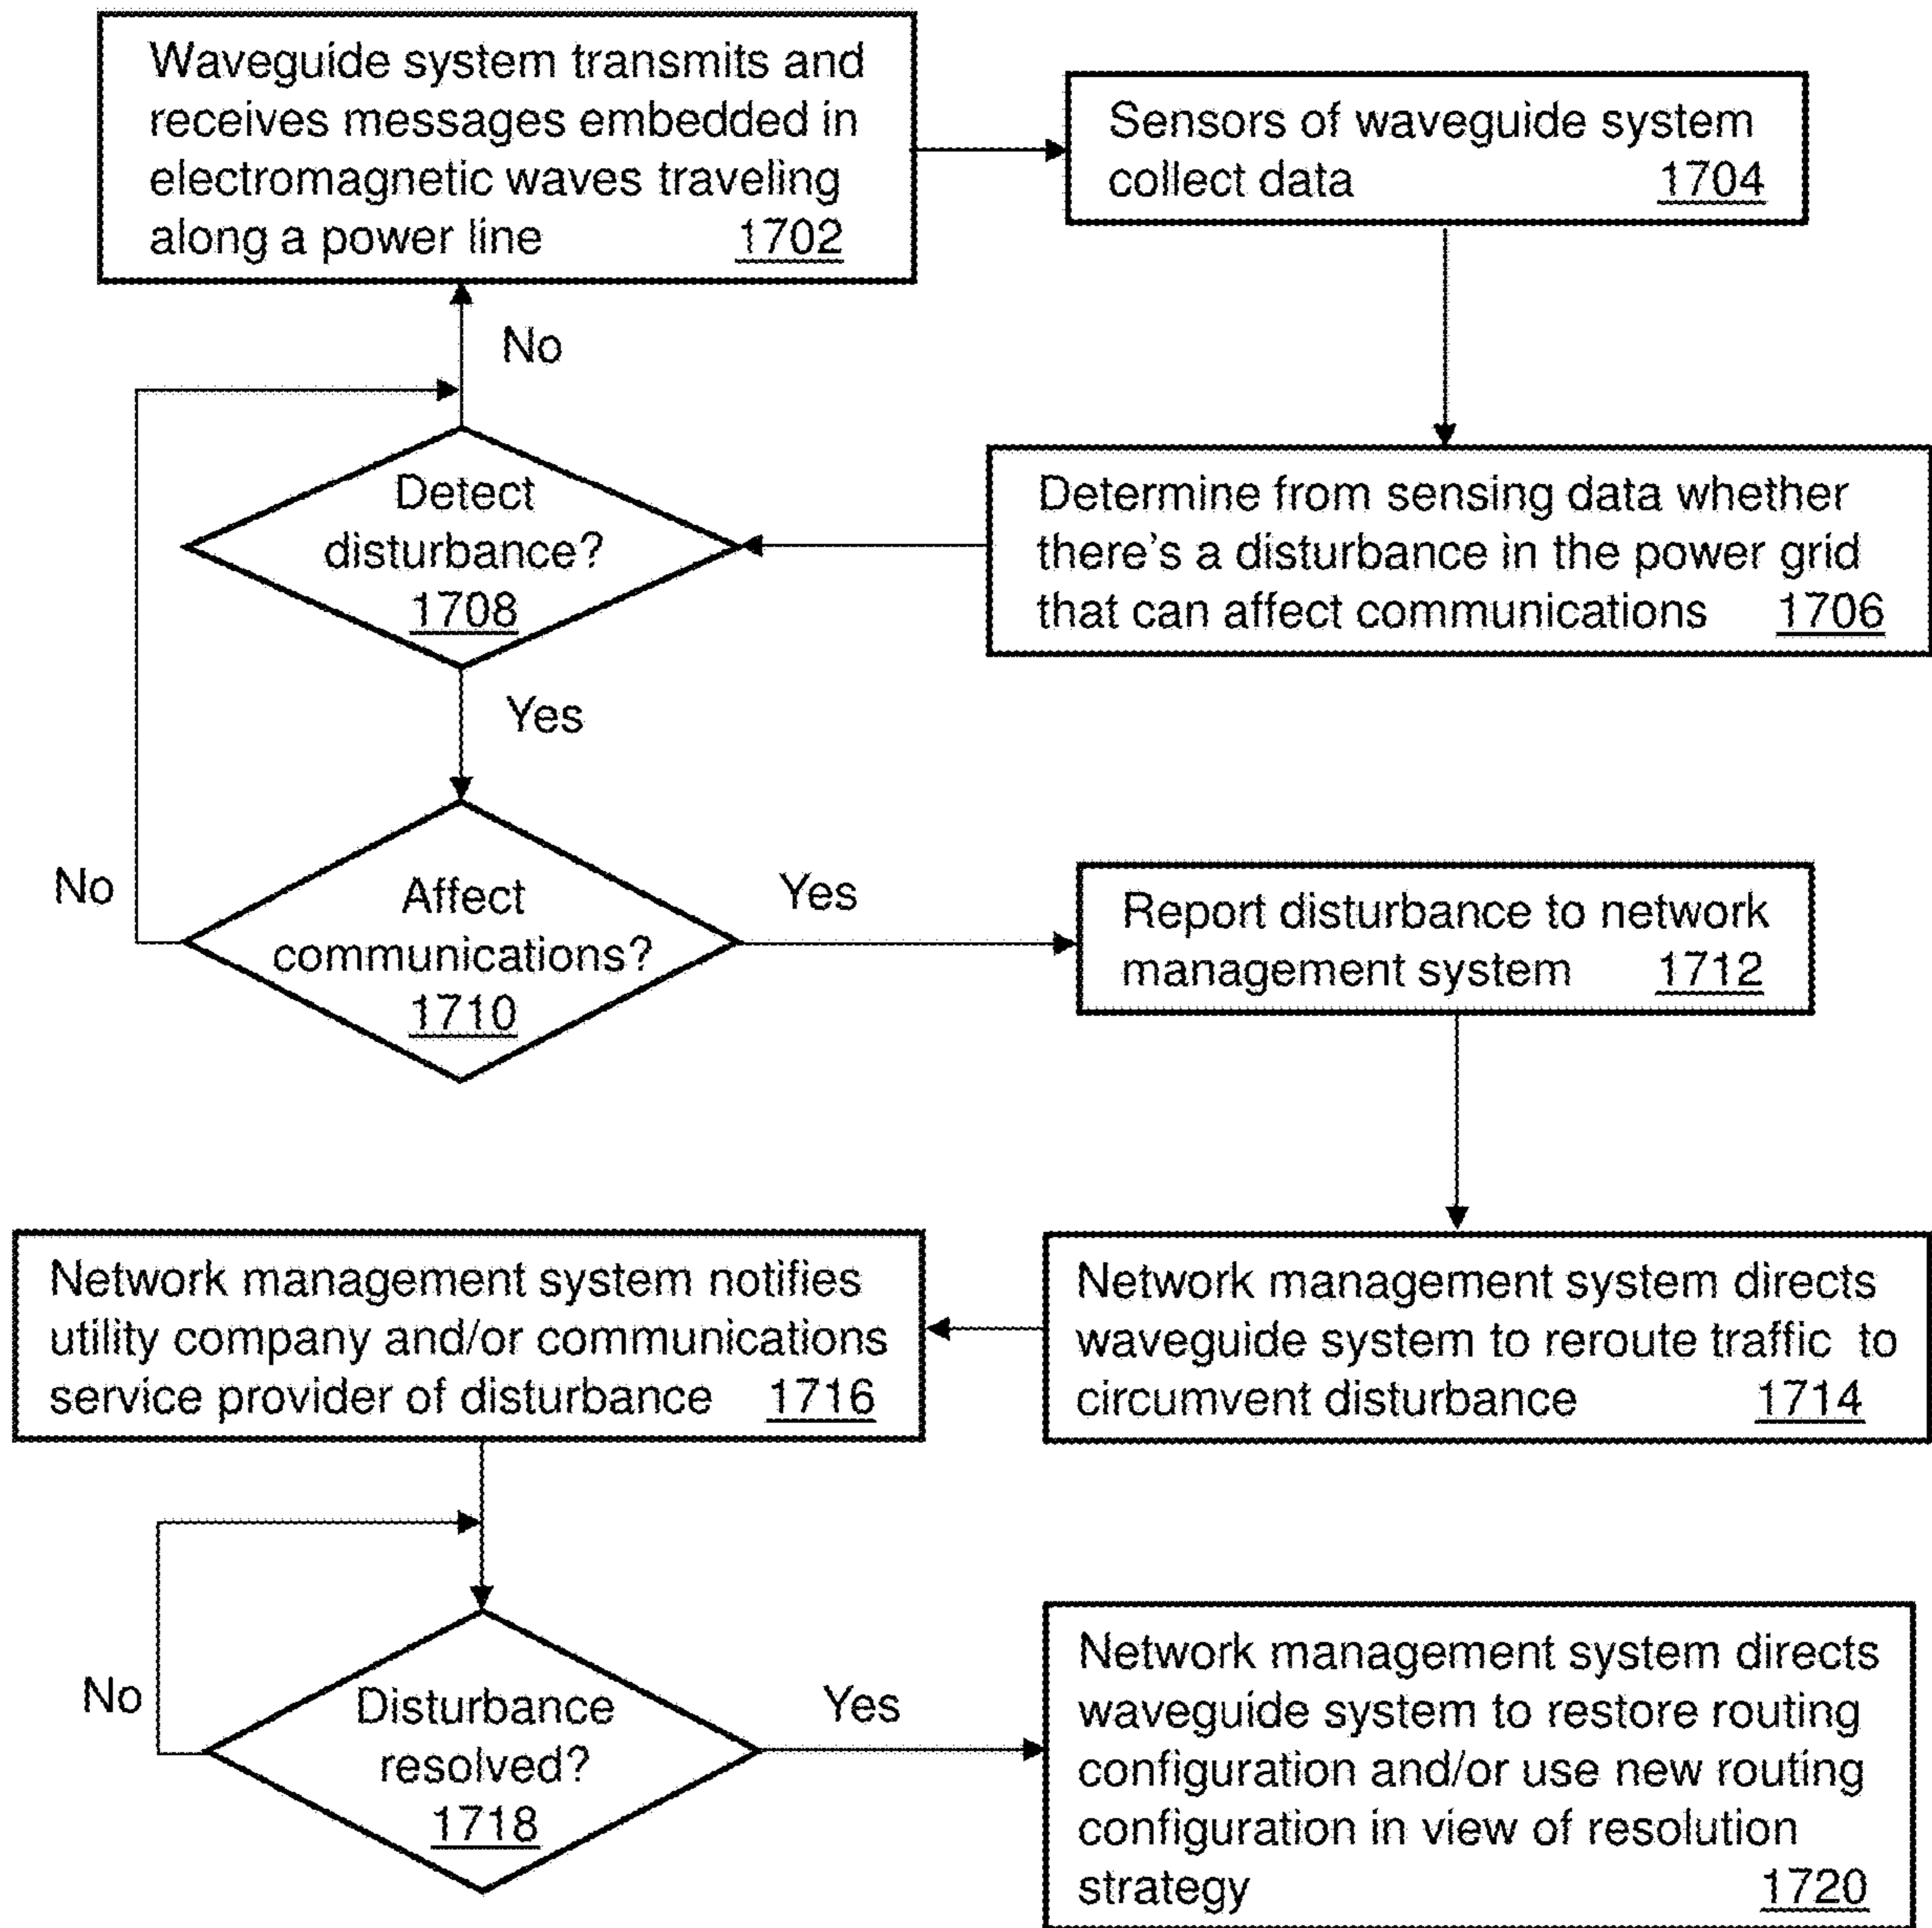 Waveguide system transmits and
receives messages embedded in
electromagnetic waves traveling
along a power line 1702
Sensors of waveguide system
collect data 1704
No
Detect
disturbance?
1708
Determine from sensing data whether
there's a disturbance in the power grid
that can affect communications 1706
Yes
No
Affect
communications?
1710
Yes
Report disturbance to network
management system 1712
Network management system notifies
utility company and/or communications
service provider of disturbance 1716
Network management system directs
waveguide system to reroute traffic to
circumvent disturbance 1714
No
Disturbance
resolved?
1718
Yes
Network management system directs
waveguide system to restore routing
configuration and/or use new routing
configuration in view of resolution
strategy 1720